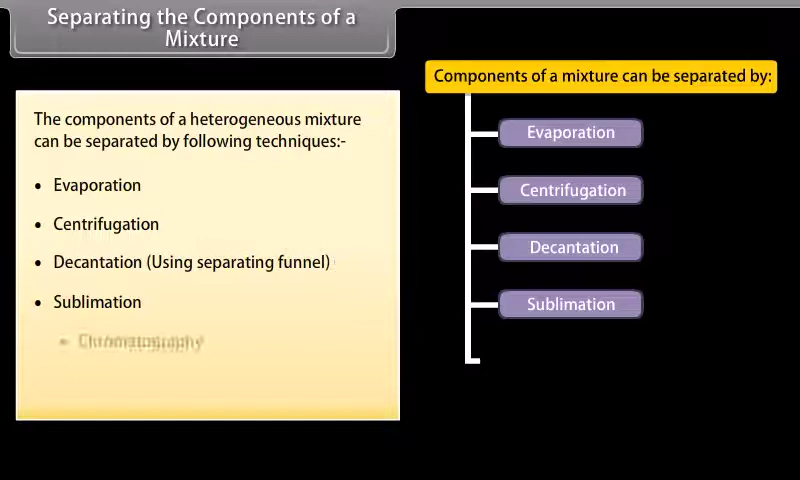 Separating the Components of a
Mixture
The components of a heterogeneous mixture
can be separated by following techniques:-
• Evaporation
• Centrifugation
• Decantation (Using separating funnel)
• Sublimation
• Chromatography
Components of a mixture can be separated by:
Evaporation
Centrifugation
Decantation
Sublimation